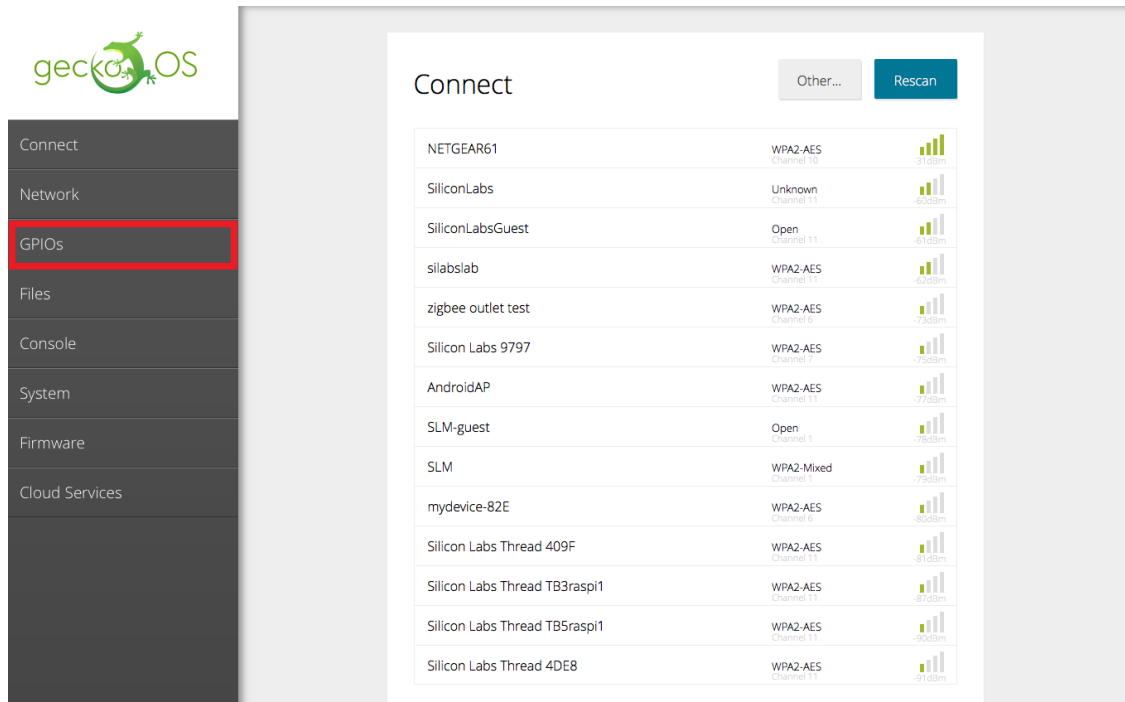 gecko OS
Connect
Network
GPIOs
Files
Console
System
Firmware
Cloud Services
Connect
Other...
Rescan
NETGEAR61 WPA2-AES
Channel 10 -31dBm
SiliconLabs Unknown
Channel 11 -60dBm
SiliconLabsGuest Open
Channel 11 -61dBm
silabslab WPA2-AES
Channel 11 -62dBm
zigbee outlet test WPA2-AES
Channel 6 -73dBm
Silicon Labs 9797 WPA2-AES
Channel 7 -75dBm
AndroidAP WPA2-AES
Channel 11 -77dBm
SLM-guest Open
Channel 1 -78dBm
SLM WPA2-Mixed
Channel 1 -79dBm
mydevice-82E WPA2-AES
Channel 6 -80dBm
Silicon Labs Thread 409F WPA2-AES
Channel 11 -81dBm
Silicon Labs Thread TB3raspi1 WPA2-AES
Channel 11 -87dBm
Silicon Labs Thread TB5raspi1 WPA2-AES
Channel 11 -90dBm
Silicon Labs Thread 4DE8 WPA2-AES
Channel 11 -91dBm